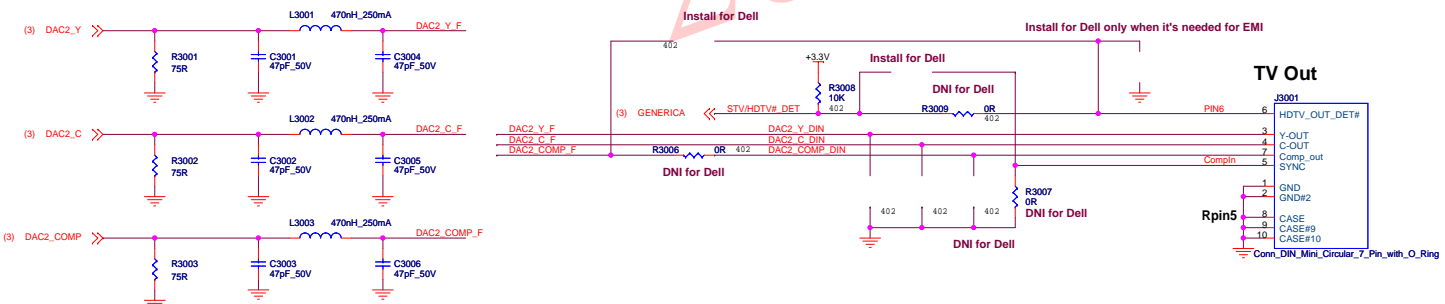 (3) DAC2_Y
L3001 470nH_250mA
DAC2_Y_F
R3001
75R
C3001
47pF_50V
C3004
47pF_50V
(3) DAC2_C
L3002 470nH_250mA
DAC2_C_F
R3002
75R
C3002
47pF_50V
C3005
47pF_50V
(3) DAC2_COMP
L3003 470nH_250mA
DAC2_COMP_F
R3003
75R
C3003
47pF_50V
C3006
47pF_50V
Install for Dell
402
Install for Dell only when it's needed for EMI
+3.3V
R3008
10K
402
Install for Dell
DNI for Dell
(3) GENERICA
STV/HDTV#_DET
R3009 0R
402
PIN6
DAC2_Y_F
DAC2_C_F
DAC2_COMP_F
DAC2_Y_DIN
DAC2_C_DIN
DAC2_COMP_DIN
R3006 0R 402
DNI for Dell
CompIn
402
402
402
R3007
0R
DNI for Dell
DNI for Dell
TV Out
J3001
6 HDTV_OUT_DET#
3 Y-OUT
4 C-OUT
7 Comp_out
5 SYNC
1 GND
2 GND#2
8 CASE
9 CASE#9
10 CASE#10
Rpin5
Conn_DIN_Mini_Circular_7_Pin_with_O_Ring